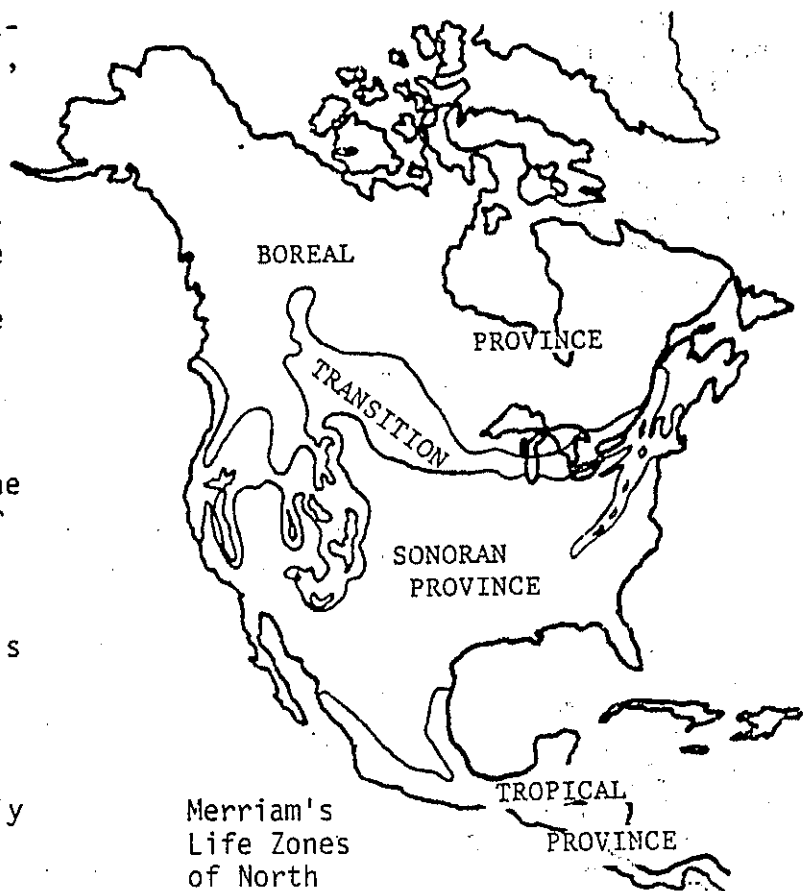 BOREAL
PROVINCE
TRANSITION
SONORAN
PROVINCE
TROPICAL
PROVINCE
Merriam's
Life Zones
of North
e
e
s
y